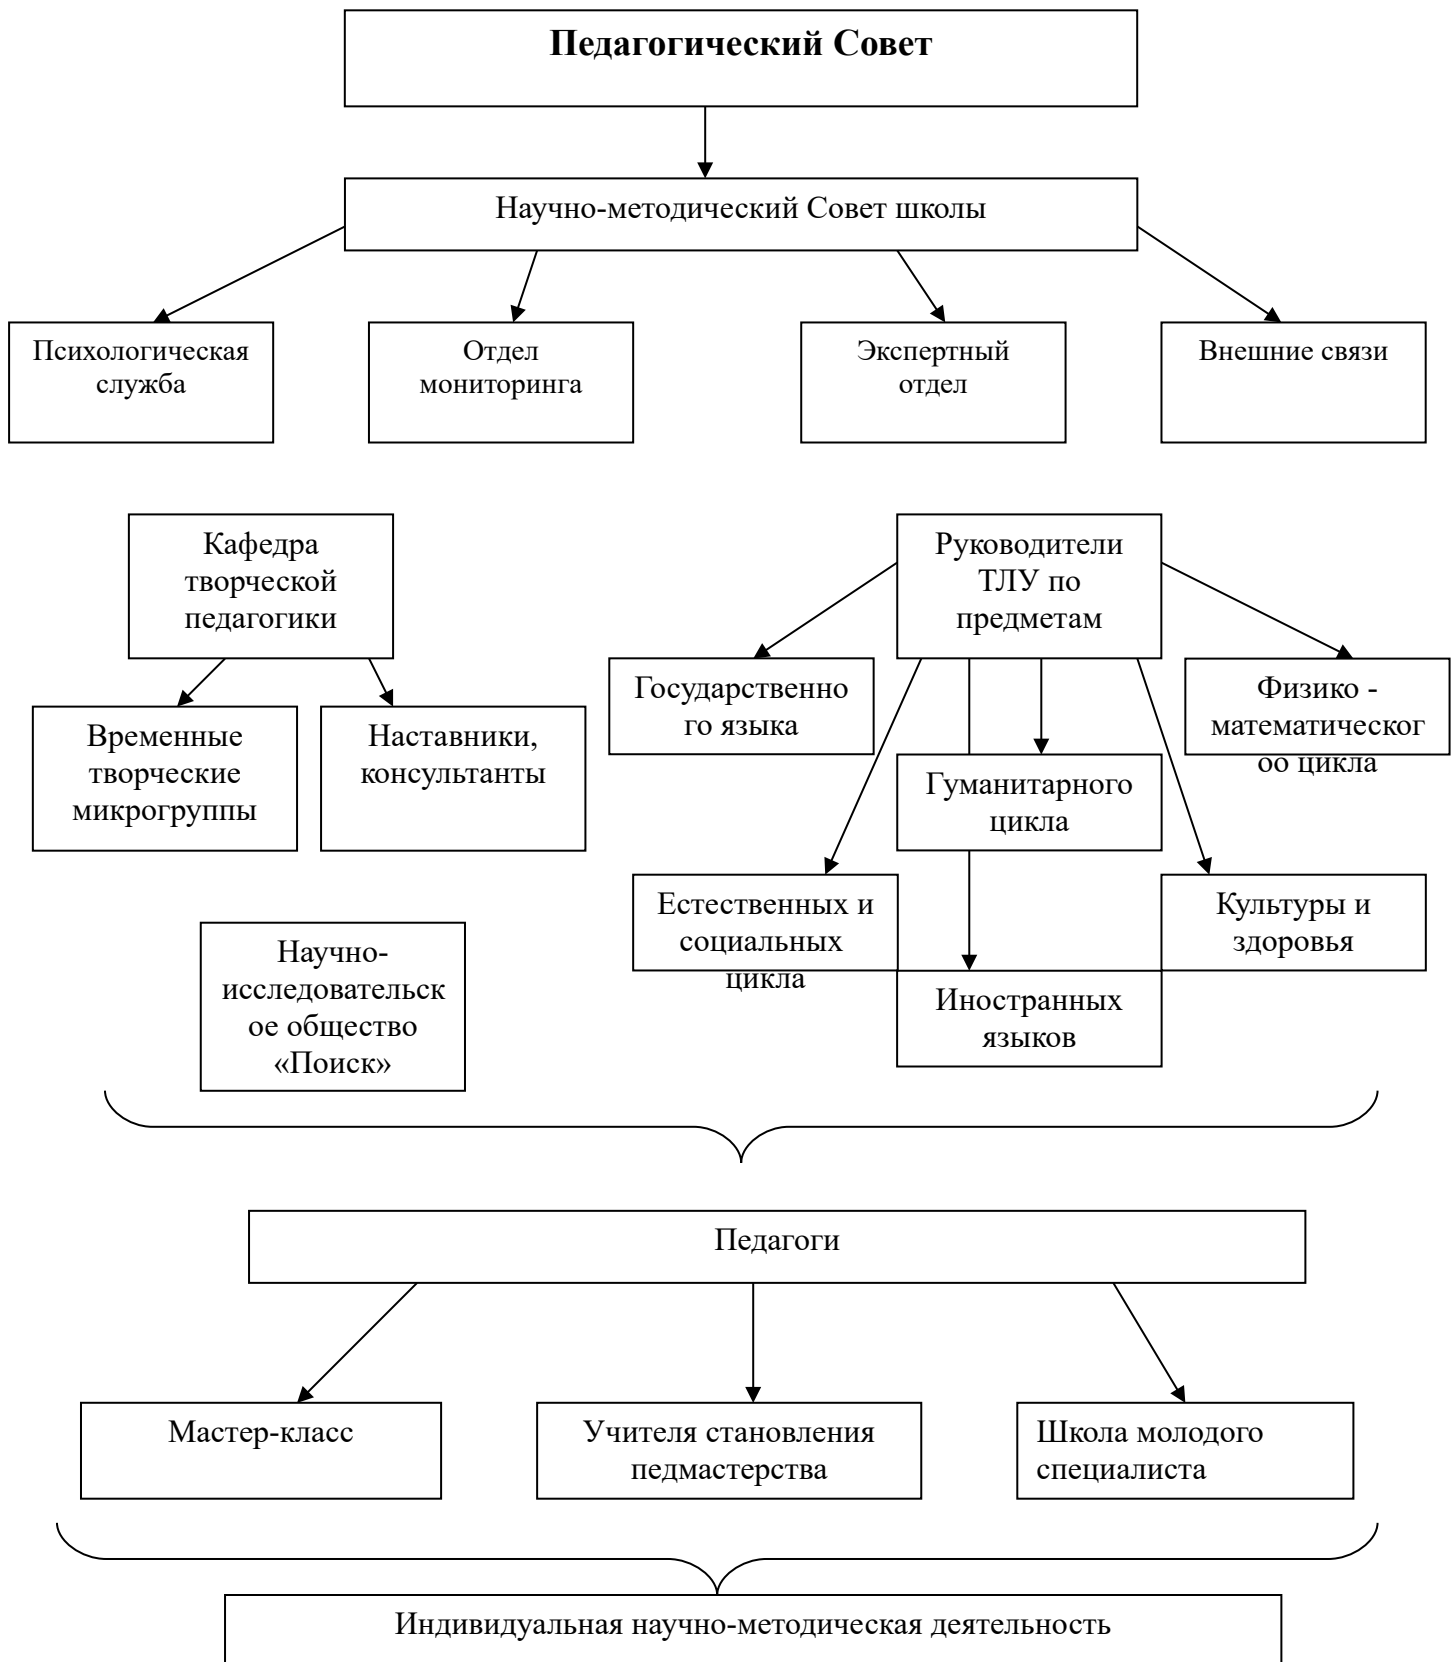 Педагогический Совет
Научно-методический Совет школы
Психологическая
служба
Отдел
мониторинга
Экспертный
отдел
Внешние связи
Кафедра
творческой
педагогики
Руководители
ТЛУ по
предметам
Государственно
го языка
Физико -
математическог
оо цикла
Временные
творческие
микрогруппы
Наставники,
консультанты
Гуманитарного
цикла
Естественных и
социальных
цикла
Культуры и
здоровья
Научно-
исследовательск
ое общество
«Поиск»
Иностранных
языков
Педагоги
Мастер-класс
Учителя становления
педмастерства
Школа молодого
специалиста
Индивидуальная научно-методическая деятельность